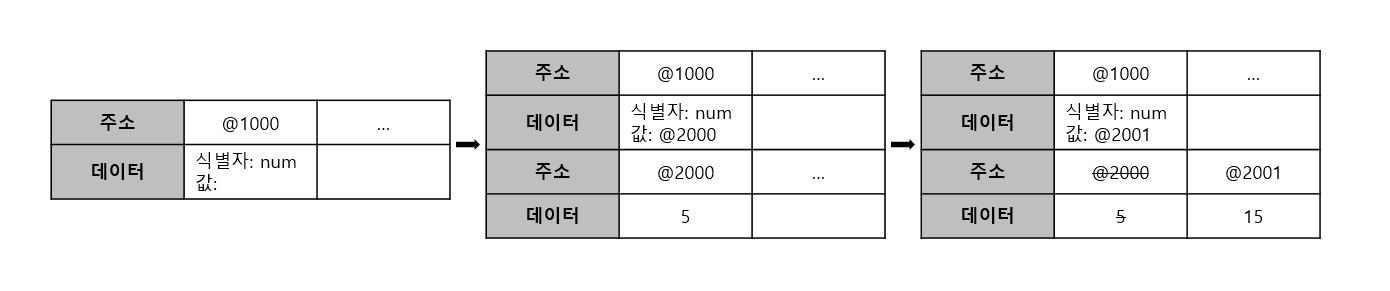 주소 @1000 ...
데이터 식별자: num
값:
주소 @1000 ...
데이터 식별자: num
값: @2000
주소 @2000 ...
데이터 5
주소 @1000 ...
데이터 식별자: num
값: @2001
주소 @2000 @2001
데이터 5 15